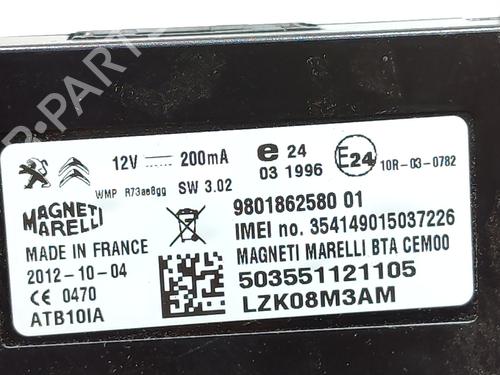 12V 200mA
e 24
03 1996
E24
10R-03-0782
WMP R73ae8gg SW 3.02
MAGNETI
MARELLI
9801862580 01
IMEI no. 354149015037226
MADE IN FRANCE
MAGNETI MARELLI BTA CEM00
2012-10-04
503551121105
CE 0470
LZK08M3AM
ATB10IA